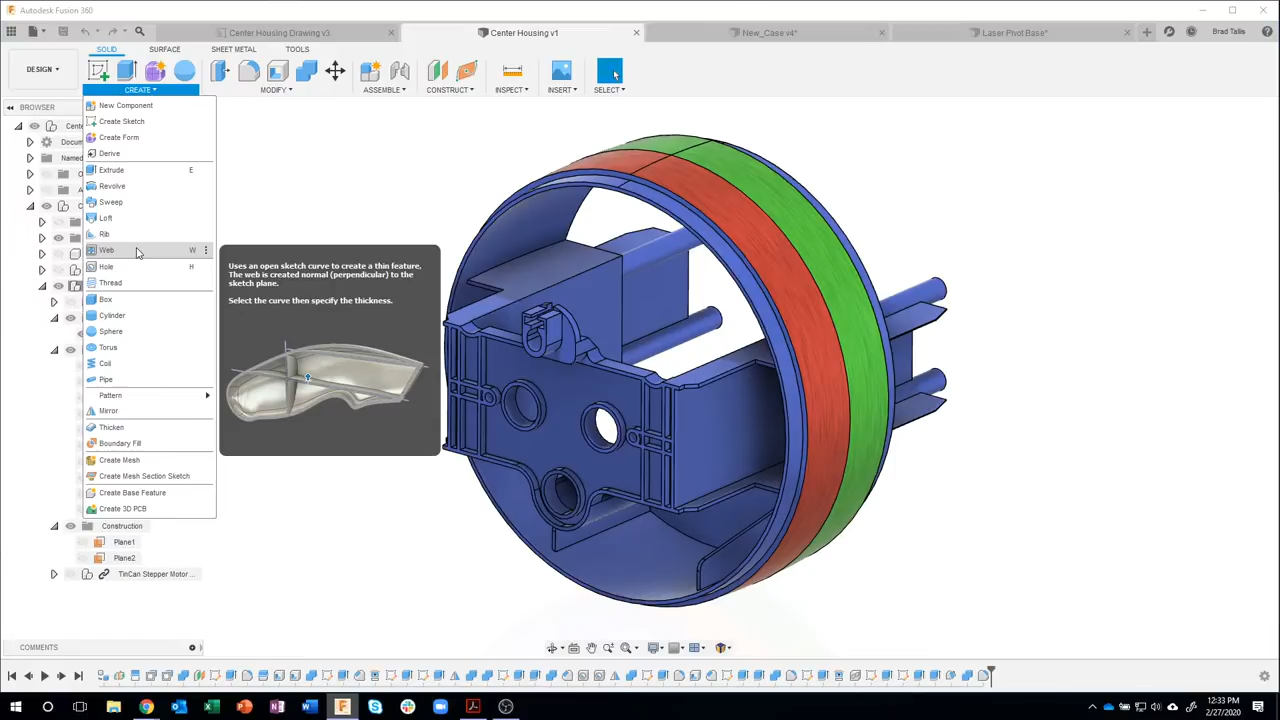 Autodesk Fusion 360
Center Housing Drawing v3
Center Housing v1
New_Case v4*
Laser Pivot Base*
Brad Tallis
SOLID
SURFACE
SHEET METAL
TOOLS
DESIGN
CREATE
MODIFY
ASSEMBLE
CONSTRUCT
INSPECT
INSERT
SELECT
BROWSER
New Component
Create Sketch
Create Form
Derive
Extrude E
Revolve
Sweep
Loft
Rib
Web W
Hole H
Thread
Box
Cylinder
Sphere
Torus
Coil
Pipe
Pattern
Mirror
Thicken
Boundary Fill
Create Mesh
Create Mesh Section Sketch
Create Base Feature
Create 3D PCB
Uses an open sketch curve to create a thin feature.
The web is created normal (perpendicular) to the
sketch plane.
Select the curve then specify the thickness.
Construction
Plane1
Plane2
TinCan Stepper Motor ...
COMMENTS
12:33 PM
2/27/2020